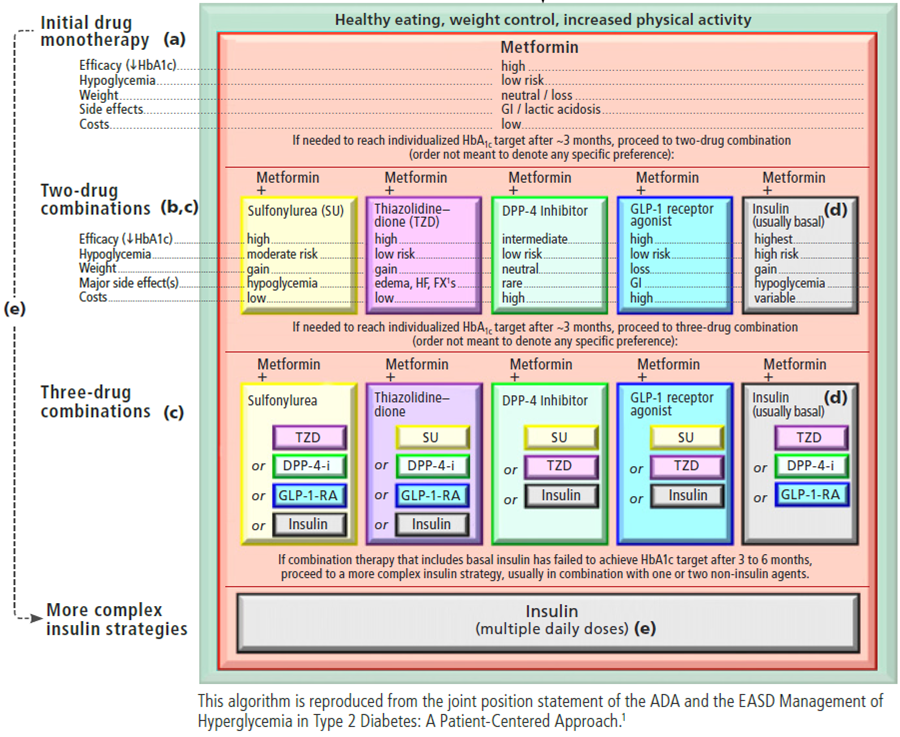 Healthy eating, weight control, increased physical activity
Initial drug
monotherapy (a)
Metformin
Efficacy (↓HbA1c) high
Hypoglycemia low risk
Weight neutral / loss
Side effects GI / lactic acidosis
Costs low
If needed to reach individualized HbA1c target after ~3 months, proceed to two-drug combination
(order not meant to denote any specific preference):
Two-drug
combinations (b,c)
Metformin Metformin Metformin Metformin Metformin
+ + + + +
Sulfonylurea (SU)
Thiazolidine–
dione (TZD)
DPP-4 Inhibitor
GLP-1 receptor
agonist
Insulin (d)
(usually basal)
Efficacy (↓HbA1c) high high intermediate high highest
Hypoglycemia moderate risk low risk low risk low risk high risk
Weight gain gain neutral loss gain
Major side effect(s) hypoglycemia edema, HF, FX's rare GI hypoglycemia
Costs low low high high variable
(e)
If needed to reach individualized HbA1c target after ~3 months, proceed to three-drug combination
(order not meant to denote any specific preference):
Three-drug
combinations (c)
Metformin Metformin Metformin Metformin Metformin
+ + + + +
Sulfonylurea
TZD
or DPP-4-i
or GLP-1-RA
or Insulin
Thiazolidine–
dione
SU
or DPP-4-i
or GLP-1-RA
or Insulin
DPP-4 Inhibitor
SU
or TZD
or Insulin
GLP-1 receptor
agonist
SU
or TZD
or Insulin
Insulin (d)
(usually basal)
TZD
or DPP-4-i
or GLP-1-RA
If combination therapy that includes basal insulin has failed to achieve HbA1c target after 3 to 6 months,
proceed to a more complex insulin strategy, usually in combination with one or two non-insulin agents.
More complex
insulin strategies
Insulin
(multiple daily doses) (e)
This algorithm is reproduced from the joint position statement of the ADA and the EASD Management of
Hyperglycemia in Type 2 Diabetes: A Patient-Centered Approach.¹